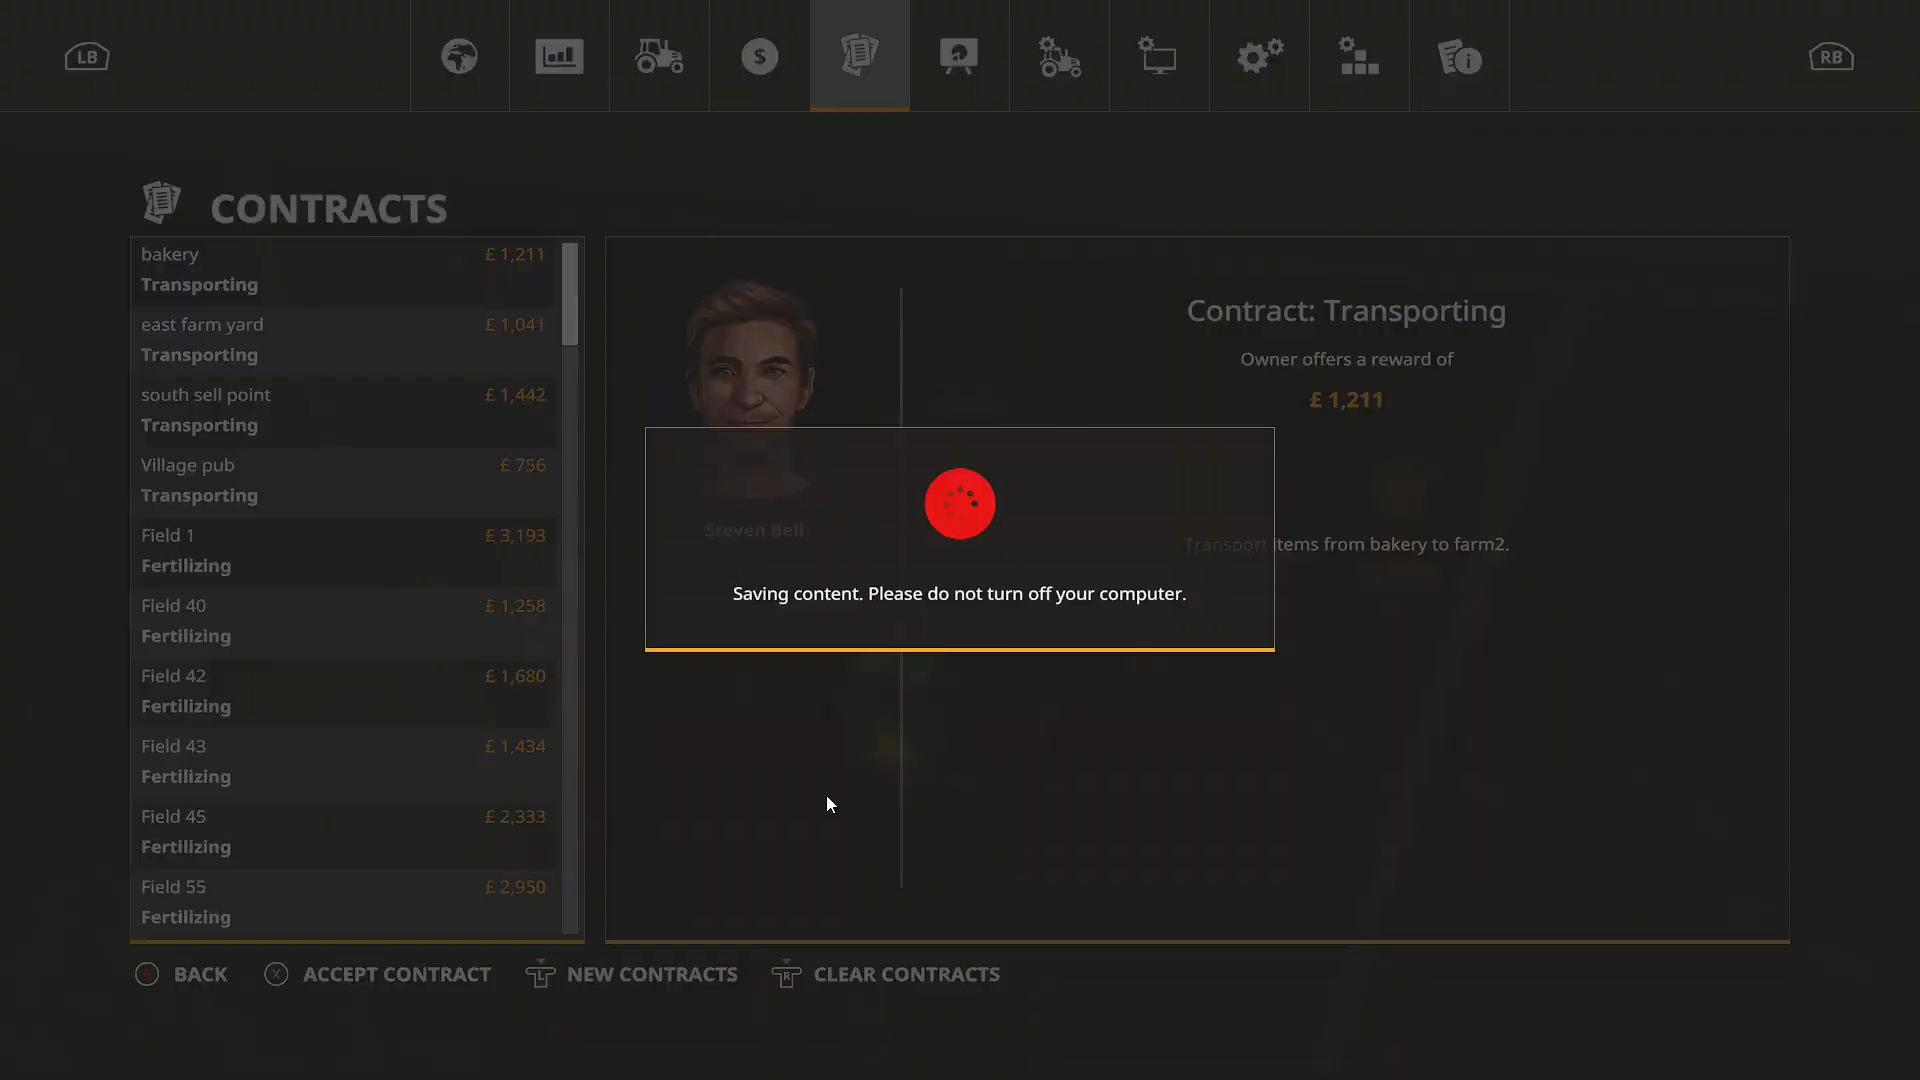 LB
RB
CONTRACTS
bakery £ 1,211
Transporting
east farm yard £ 1,041
Transporting
south sell point £ 1,442
Transporting
Village pub £ 756
Transporting
Field 1 £ 3,193
Fertilizing
Field 40 £ 1,258
Fertilizing
Field 42 £ 1,680
Fertilizing
Field 43 £ 1,434
Fertilizing
Field 45 £ 2,333
Fertilizing
Field 55 £ 2,950
Fertilizing
Steven Bell
Contract: Transporting
Owner offers a reward of
£ 1,211
Transport items from bakery to farm2.
Saving content. Please do not turn off your computer.
BACK X ACCEPT CONTRACT L NEW CONTRACTS R CLEAR CONTRACTS